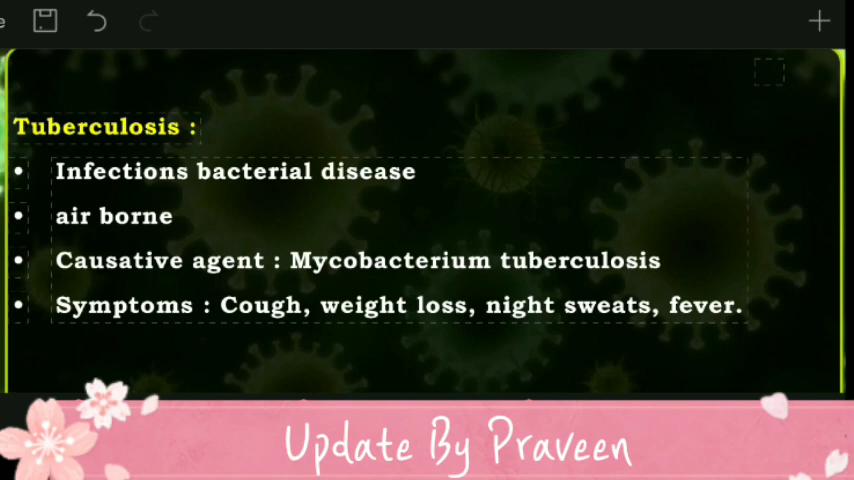 e
Tuberculosis :
• Infections bacterial disease
• air borne
• Causative agent : Mycobacterium tuberculosis
• Symptoms : Cough, weight loss, night sweats, fever.
Update By Praveen